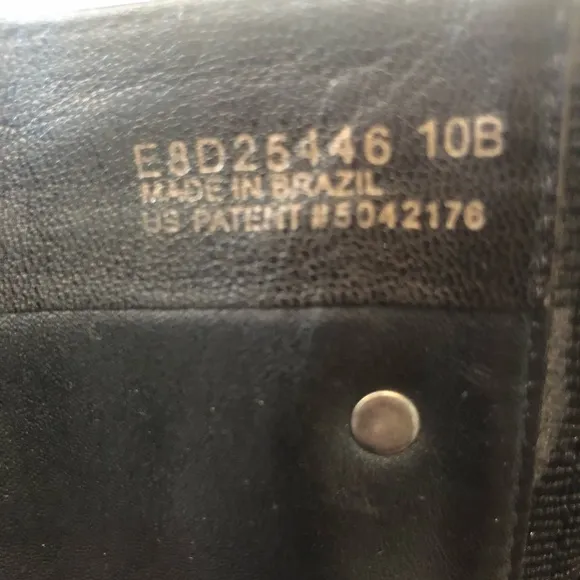 E8D25446 10B
MADE IN BRAZIL
US PATENT #5042176